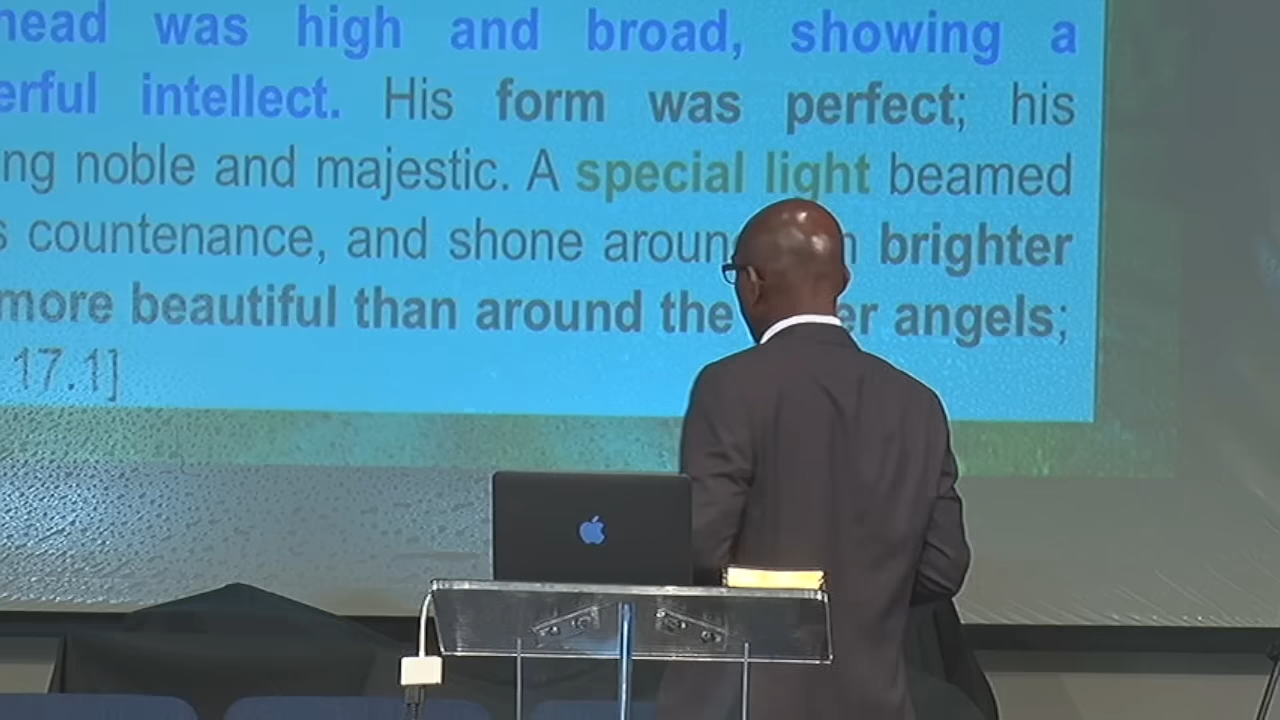 head was high and broad, showing a
erful intellect. His form was perfect; his
ng noble and majestic. A special light beamed
s countenance, and shone around brighter
more beautiful than around the er angels;
17.1]